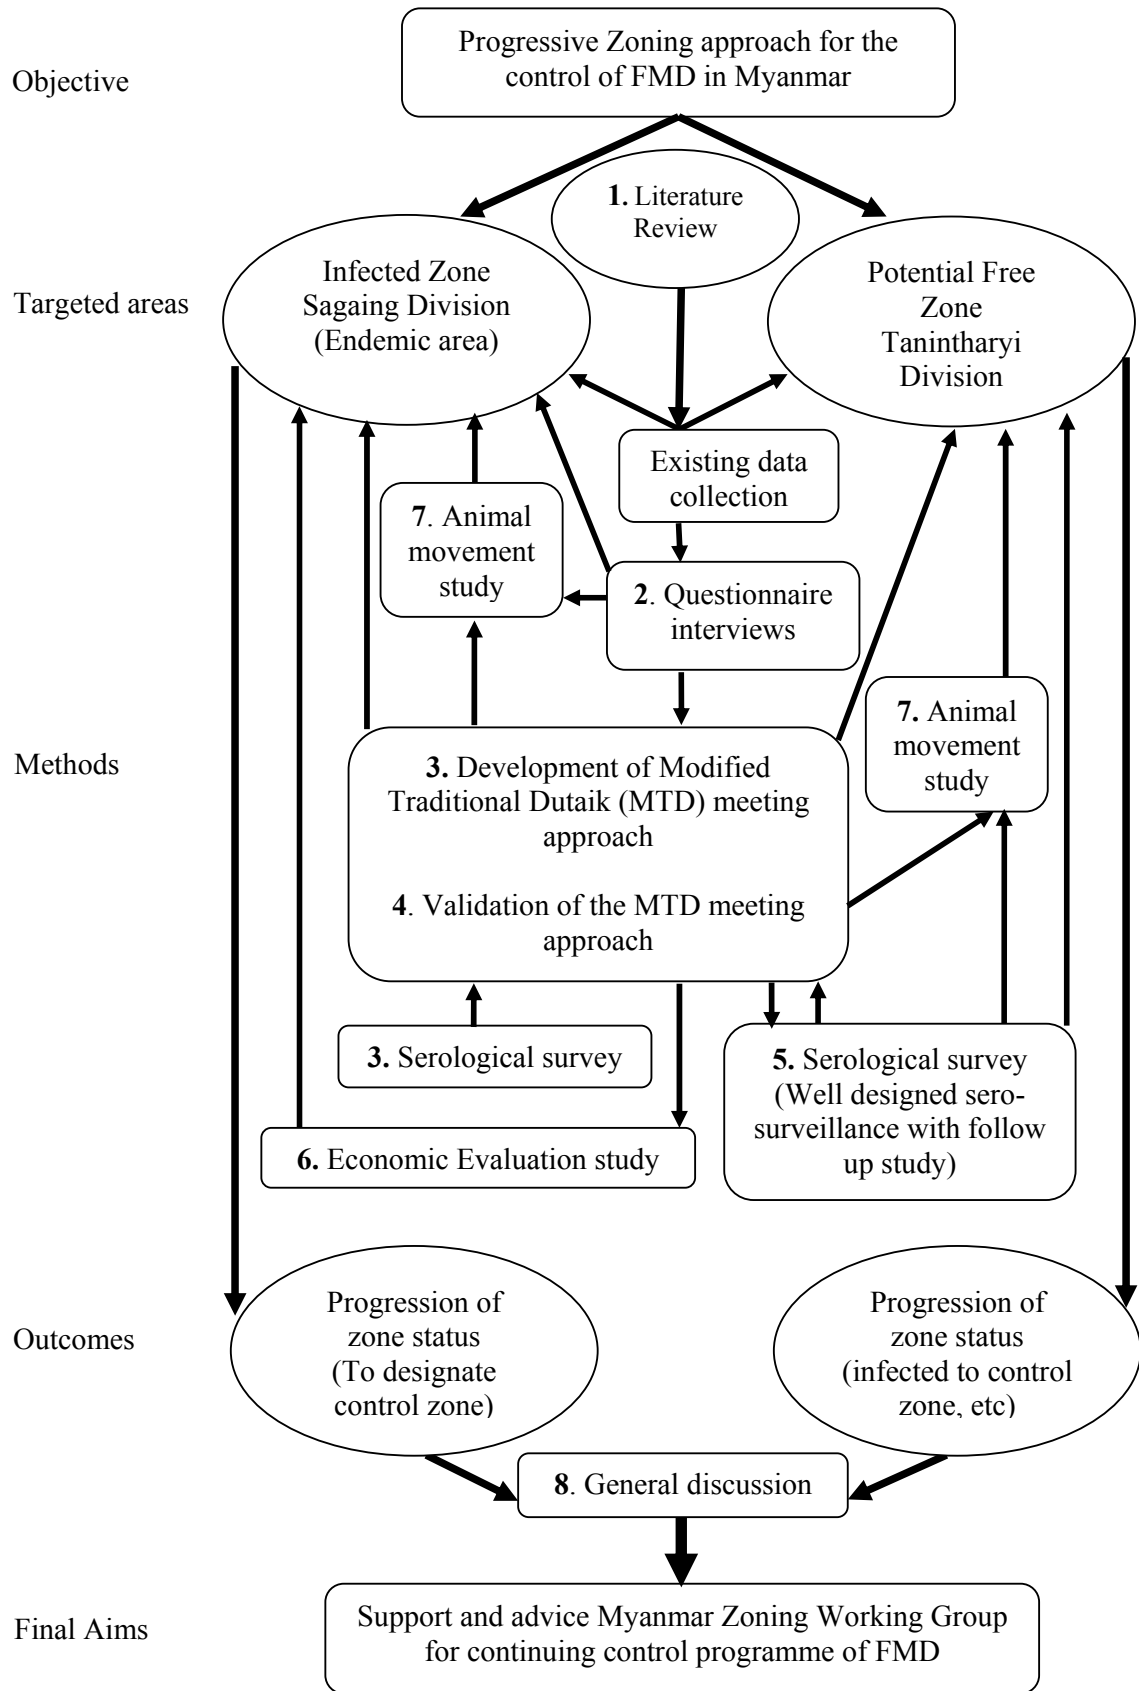 Progressive Zoning approach for the
control of FMD in Myanmar
Objective
1. Literature
Review
Infected Zone
Sagaing Division
(Endemic area)
Potential Free
Zone
Tanintharyi
Division
Targeted areas
Existing data
collection
7. Animal
movement
study
2. Questionnaire
interviews
7. Animal
movement
study
Methods
3. Development of Modified
Traditional Dutaik (MTD) meeting
approach
4. Validation of the MTD meeting
approach
3. Serological survey
5. Serological survey
(Well designed sero-
surveillance with follow
up study)
6. Economic Evaluation study
Progression of
zone status
(To designate
control zone)
Progression of
zone status
(infected to control
zone, etc)
Outcomes
8. General discussion
Final Aims
Support and advice Myanmar Zoning Working Group
for continuing control programme of FMD